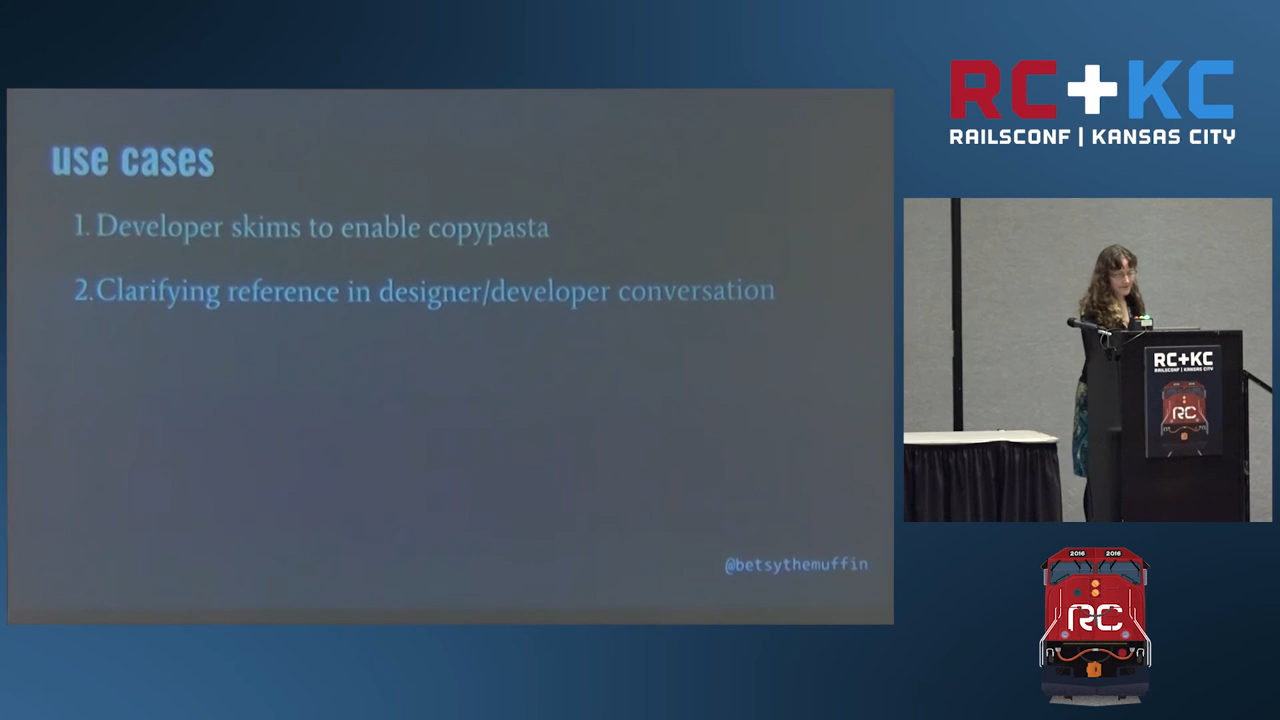 use cases
1. Developer skims to enable copypasta
2. Clarifying reference in designer/developer conversation
@betsythemuffin
RC+KC
RAILSCONF | KANSAS CITY
RC+KC
RAILSCONF | KANSAS CITY
RC
2016 2016
RC